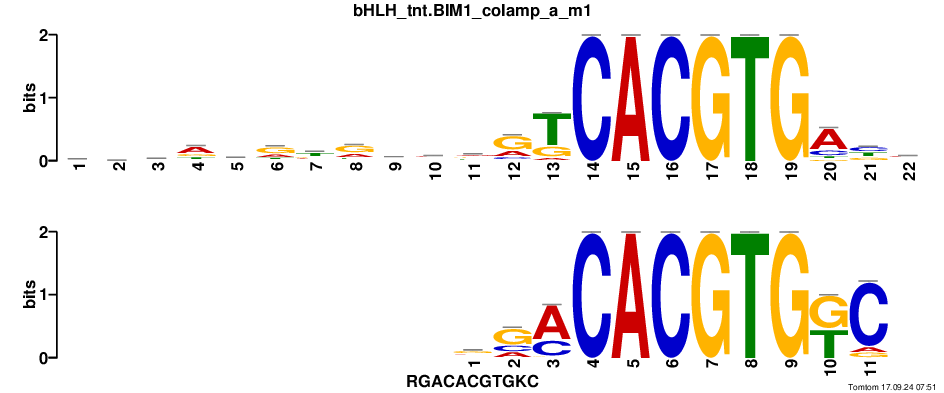 bHLH_tnt.BIM1_colamp_a_m1
2
bits
1
0
1 2 3 4 5 6 7 8 9 10 11 12 13 14 15 16 17 18 19 20 21 22
GTCACGTGA
2
bits
1
0
1 2 3 4 5 6 7 8 9 10 11
GACACGTGGC
RGACACGTGKC
Tomtom 17.09.24 07:51